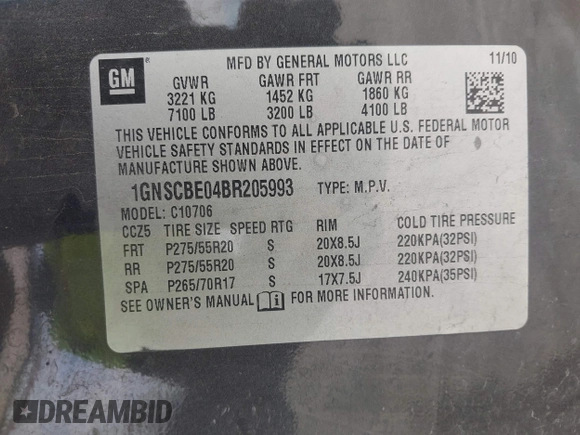 GM
MFD BY GENERAL MOTORS LLC 11/10
GVWR GAWR FRT GAWR RR
3221 KG 1452 KG 1860 KG
7100 LB 3200 LB 4100 LB
THIS VEHICLE CONFORMS TO ALL APPLICABLE U.S. FEDERAL MOTOR
VEHICLE SAFETY STANDARDS IN EFFECT ON THE DATE OF
MANUFACTURE SHOWN ABOVE.
1GNSCBE04BR205993 TYPE: M.P.V.
MODEL: C10706
CCZ5 TIRE SIZE SPEED RTG RIM COLD TIRE PRESSURE
FRT P275/55R20 S 20X8.5J 220KPA(32PSI)
RR P275/55R20 S 20X8.5J 220KPA(32PSI)
SPA P265/70R17 S 17X7.5J 240KPA(35PSI)
SEE OWNER'S MANUAL FOR MORE INFORMATION.
DREAMBID